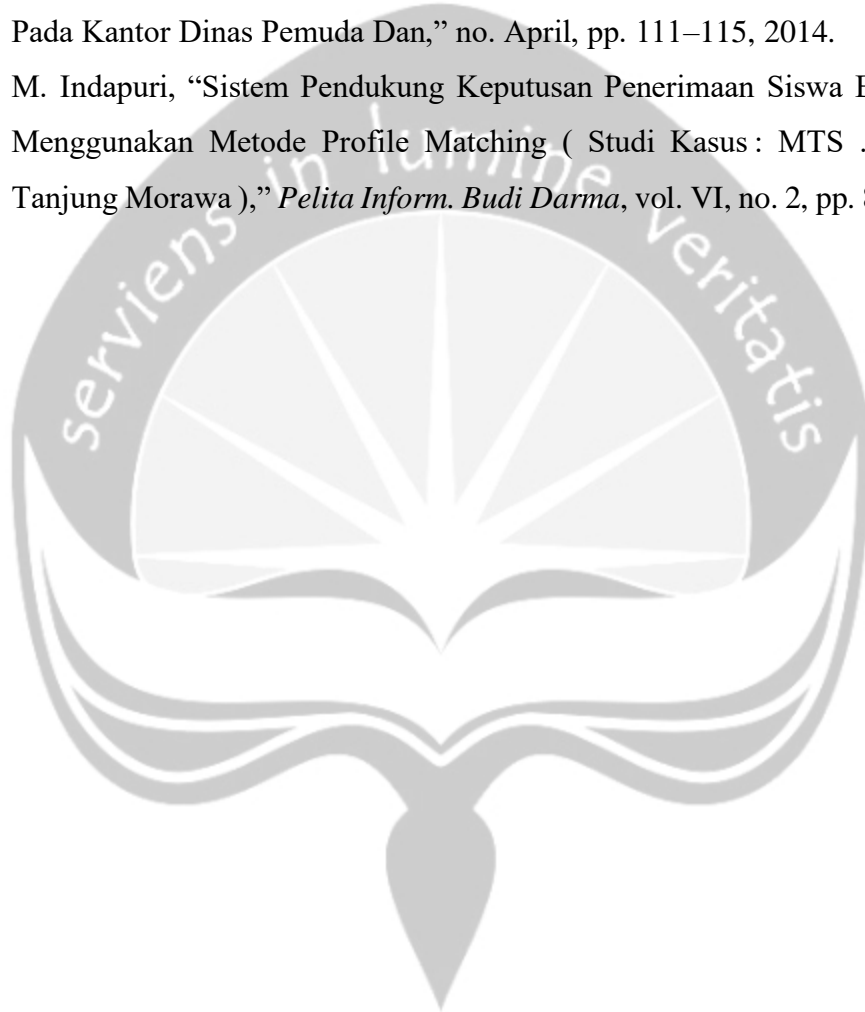 Pada Kantor Dinas Pemuda Dan,” no. April, pp. 111–115, 2014.
M. Indapuri, “Sistem Pendukung Keputusan Penerimaan Siswa
Menggunakan Metode Profile Matching ( Studi Kasus : MTS .
Tanjung Morawa ),” Pelita Inform. Budi Darma, vol. VI, no. 2, pp.
serviens in lumine veritatis